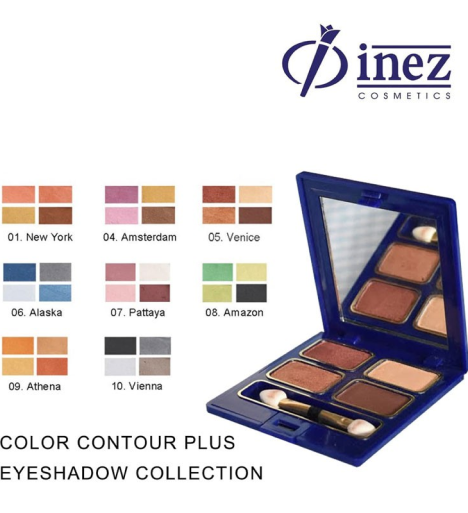 inez
COSMETICS
01. New York
04. Amsterdam
05. Venice
06. Alaska
07. Pattaya
08. Amazon
09. Athena
10. Vienna
COLOR CONTOUR PLUS
EYESHADOW COLLECTION